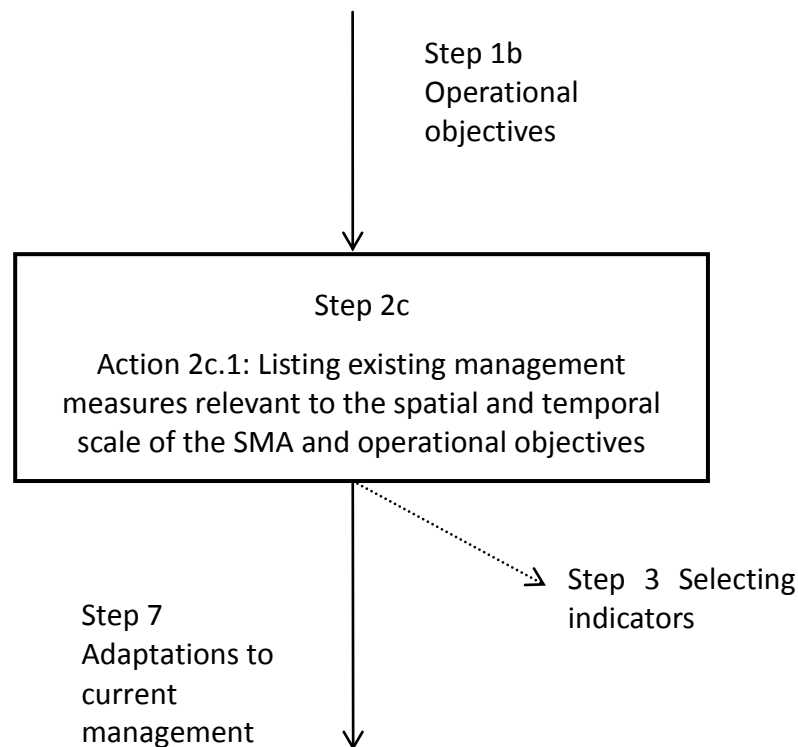 Step 1b
Operational
objectives
Step 2c
Action 2c.1: Listing existing management
measures relevant to the spatial and temporal
scale of the SMA and operational objectives
Step 3 Selecting
indicators
Step 7
Adaptations to
current
management